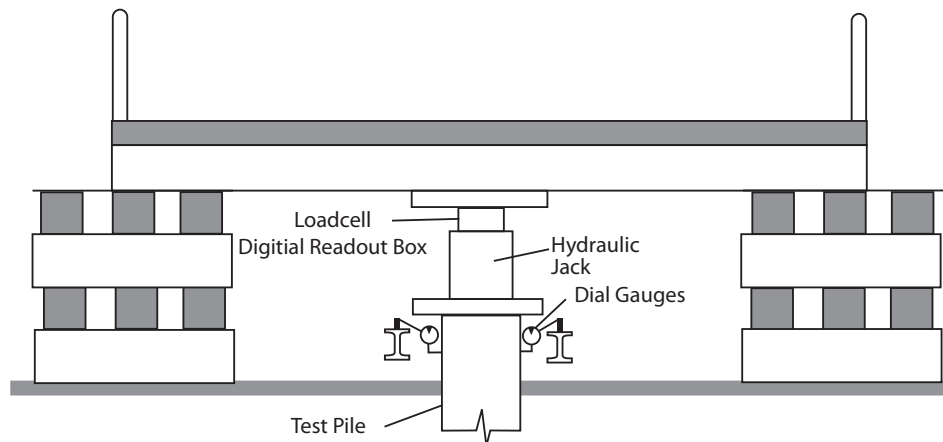 Loadcell
Digitial Readout Box
Hydraulic
Jack
Dial Gauges
Test Pile